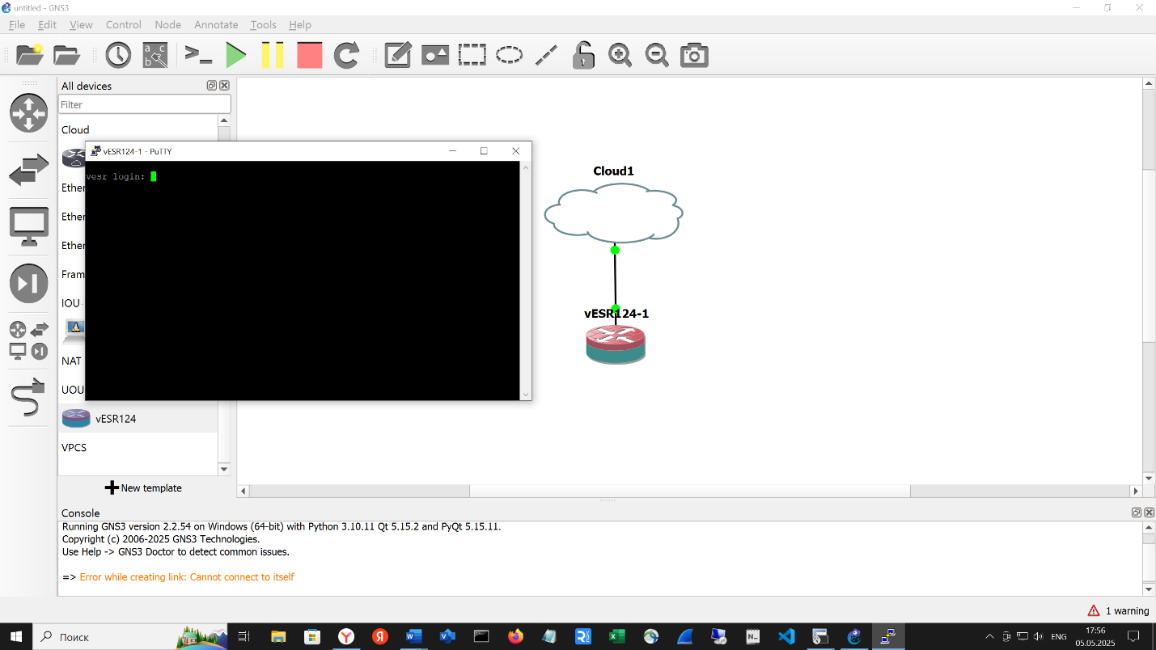 untitled - GNS3
File Edit View Control Node Annotate Tools Help
All devices
Filter
Cloud
Ether
Ether
Ether
Fram
IOU
NAT
UOU
vESR124
VPCS
New template
vESR124-1 - PuTTY
vesr login:
Cloud1
vESR124-1
Console
Running GNS3 version 2.2.54 on Windows (64-bit) with Python 3.10.11 Qt 5.15.2 and PyQt 5.15.11.
Copyright (c) 2006-2025 GNS3 Technologies.
Use Help -> GNS3 Doctor to detect common issues.
=> Error while creating link: Cannot connect to itself
1 warning
Поиск
ENG
17:56
05.05.2025